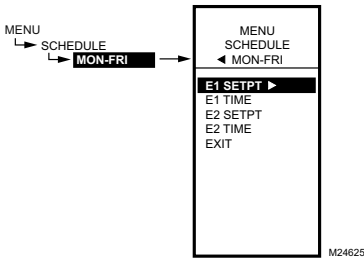 MENU
SCHEDULE
MON-FRI
MENU
SCHEDULE
◀ MON-FRI
E1 SETPT ▶
E1 TIME
E2 SETPT
E2 TIME
EXIT
M24625